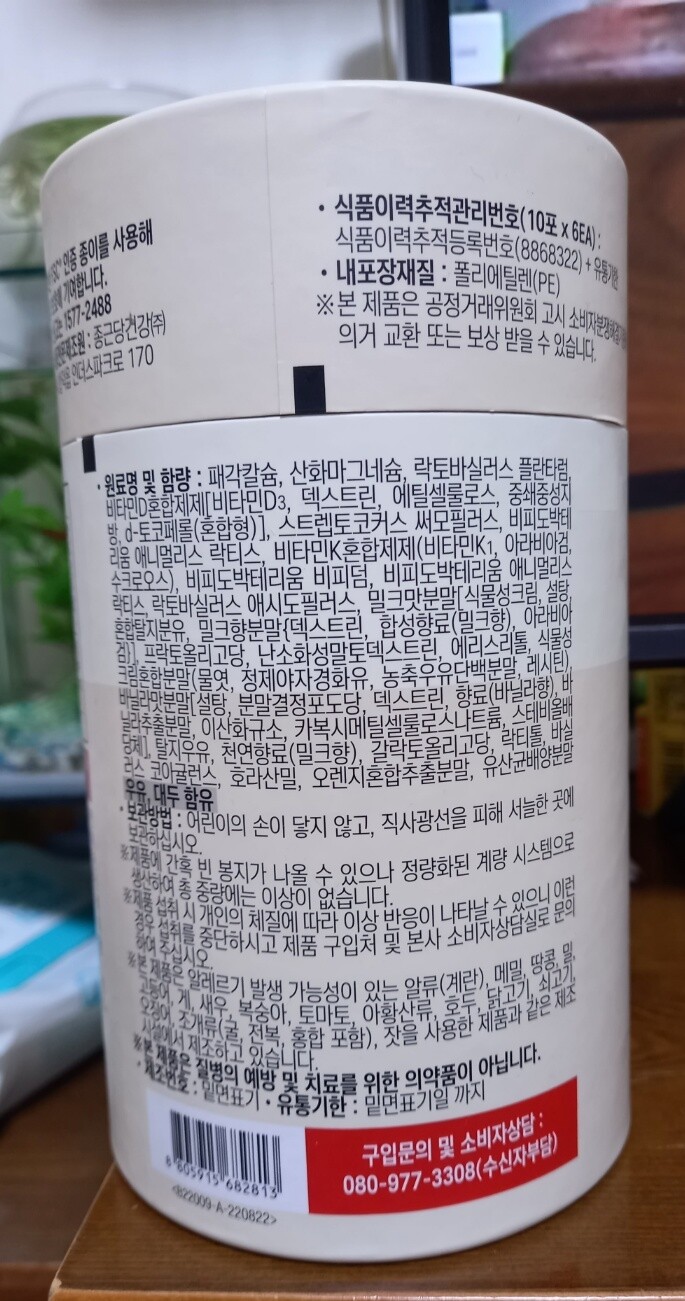 인증 종이를 사용해
기여합니다.
1577-2488
제조원 : 종근당건강(주)
인더스파크로 170
• 식품이력추적관리번호(10포 x 6EA) :
식품이력추적등록번호(8868322) + 유통기한
• 내포장재질 : 폴리에틸렌(PE)
※본 제품은 공정거래위원회 고시 소비자분쟁해결기준에
의거 교환 또는 보상 받을 수 있습니다.
• 원료명 및 함량 : 패각칼슘, 산화마그네슘, 락토바실러스 플란타럼,
비타민D혼합제제[비타민D3, 덱스트린, 에틸셀룰로스, 중쇄중성지
방, d-토코페롤(혼합형)], 스트렙토코커스 써모필러스, 비피도박테
리움 애니멀리스 락티스, 비타민K혼합제제(비타민K1, 아라비아검,
수크로오스), 비피도박테리움 비피덤, 비피도박테리움 애니멀리스
락티스, 락토바실러스 애시도필러스, 밀크맛분말[식물성크림, 설탕,
혼합탈지분유, 밀크향분말{덱스트린, 합성향료(밀크향), 아라비아
검}], 프락토올리고당, 난소화성말토덱스트린, 에리스리톨, 식물성
크림혼합분말(물엿, 정제야자경화유, 농축우유단백분말, 레시틴),
바닐라맛분말[설탕, 분말결정포도당, 덱스트린, 향료(바닐라향), 바
닐라추출분말, 이산화규소, 카복시메틸셀룰로스나트륨, 스테비올배
당체], 탈지우유, 천연향료(밀크향), 갈락토올리고당, 락티톨, 바실
러스 코아귤런스, 호라산밀, 오렌지혼합추출분말, 유산균배양분말
우유, 대두 함유
• 보관방법 : 어린이의 손이 닿지 않고, 직사광선을 피해 서늘한 곳에
보관하십시오.
※제품에 간혹 빈 봉지가 나올 수 있으나 정량화된 계량 시스템으로
생산하여 총 중량에는 이상이 없습니다.
※제품 섭취 시 개인의 체질에 따라 이상 반응이 나타날 수 있으니 이런
경우 섭취를 중단하시고 제품 구입처 및 본사 소비자상담실로 문의
하여 주십시오.
※본 제품은 알레르기 발생 가능성이 있는 알류(계란), 메밀, 땅콩, 밀,
고등어, 게, 새우, 복숭아, 토마토, 아황산류, 호두, 닭고기, 쇠고기,
오징어, 조개류(굴, 전복, 홍합 포함), 잣을 사용한 제품과 같은 제조
시설에서 제조하고 있습니다.
※본 제품은 질병의 예방 및 치료를 위한 의약품이 아닙니다.
• 제조번호 : 밑면표기 • 유통기한 : 밑면표기일 까지
8 805915 682813
구입문의 및 소비자상담 :
080-977-3308(수신자부담)
<B22009-A-220822>